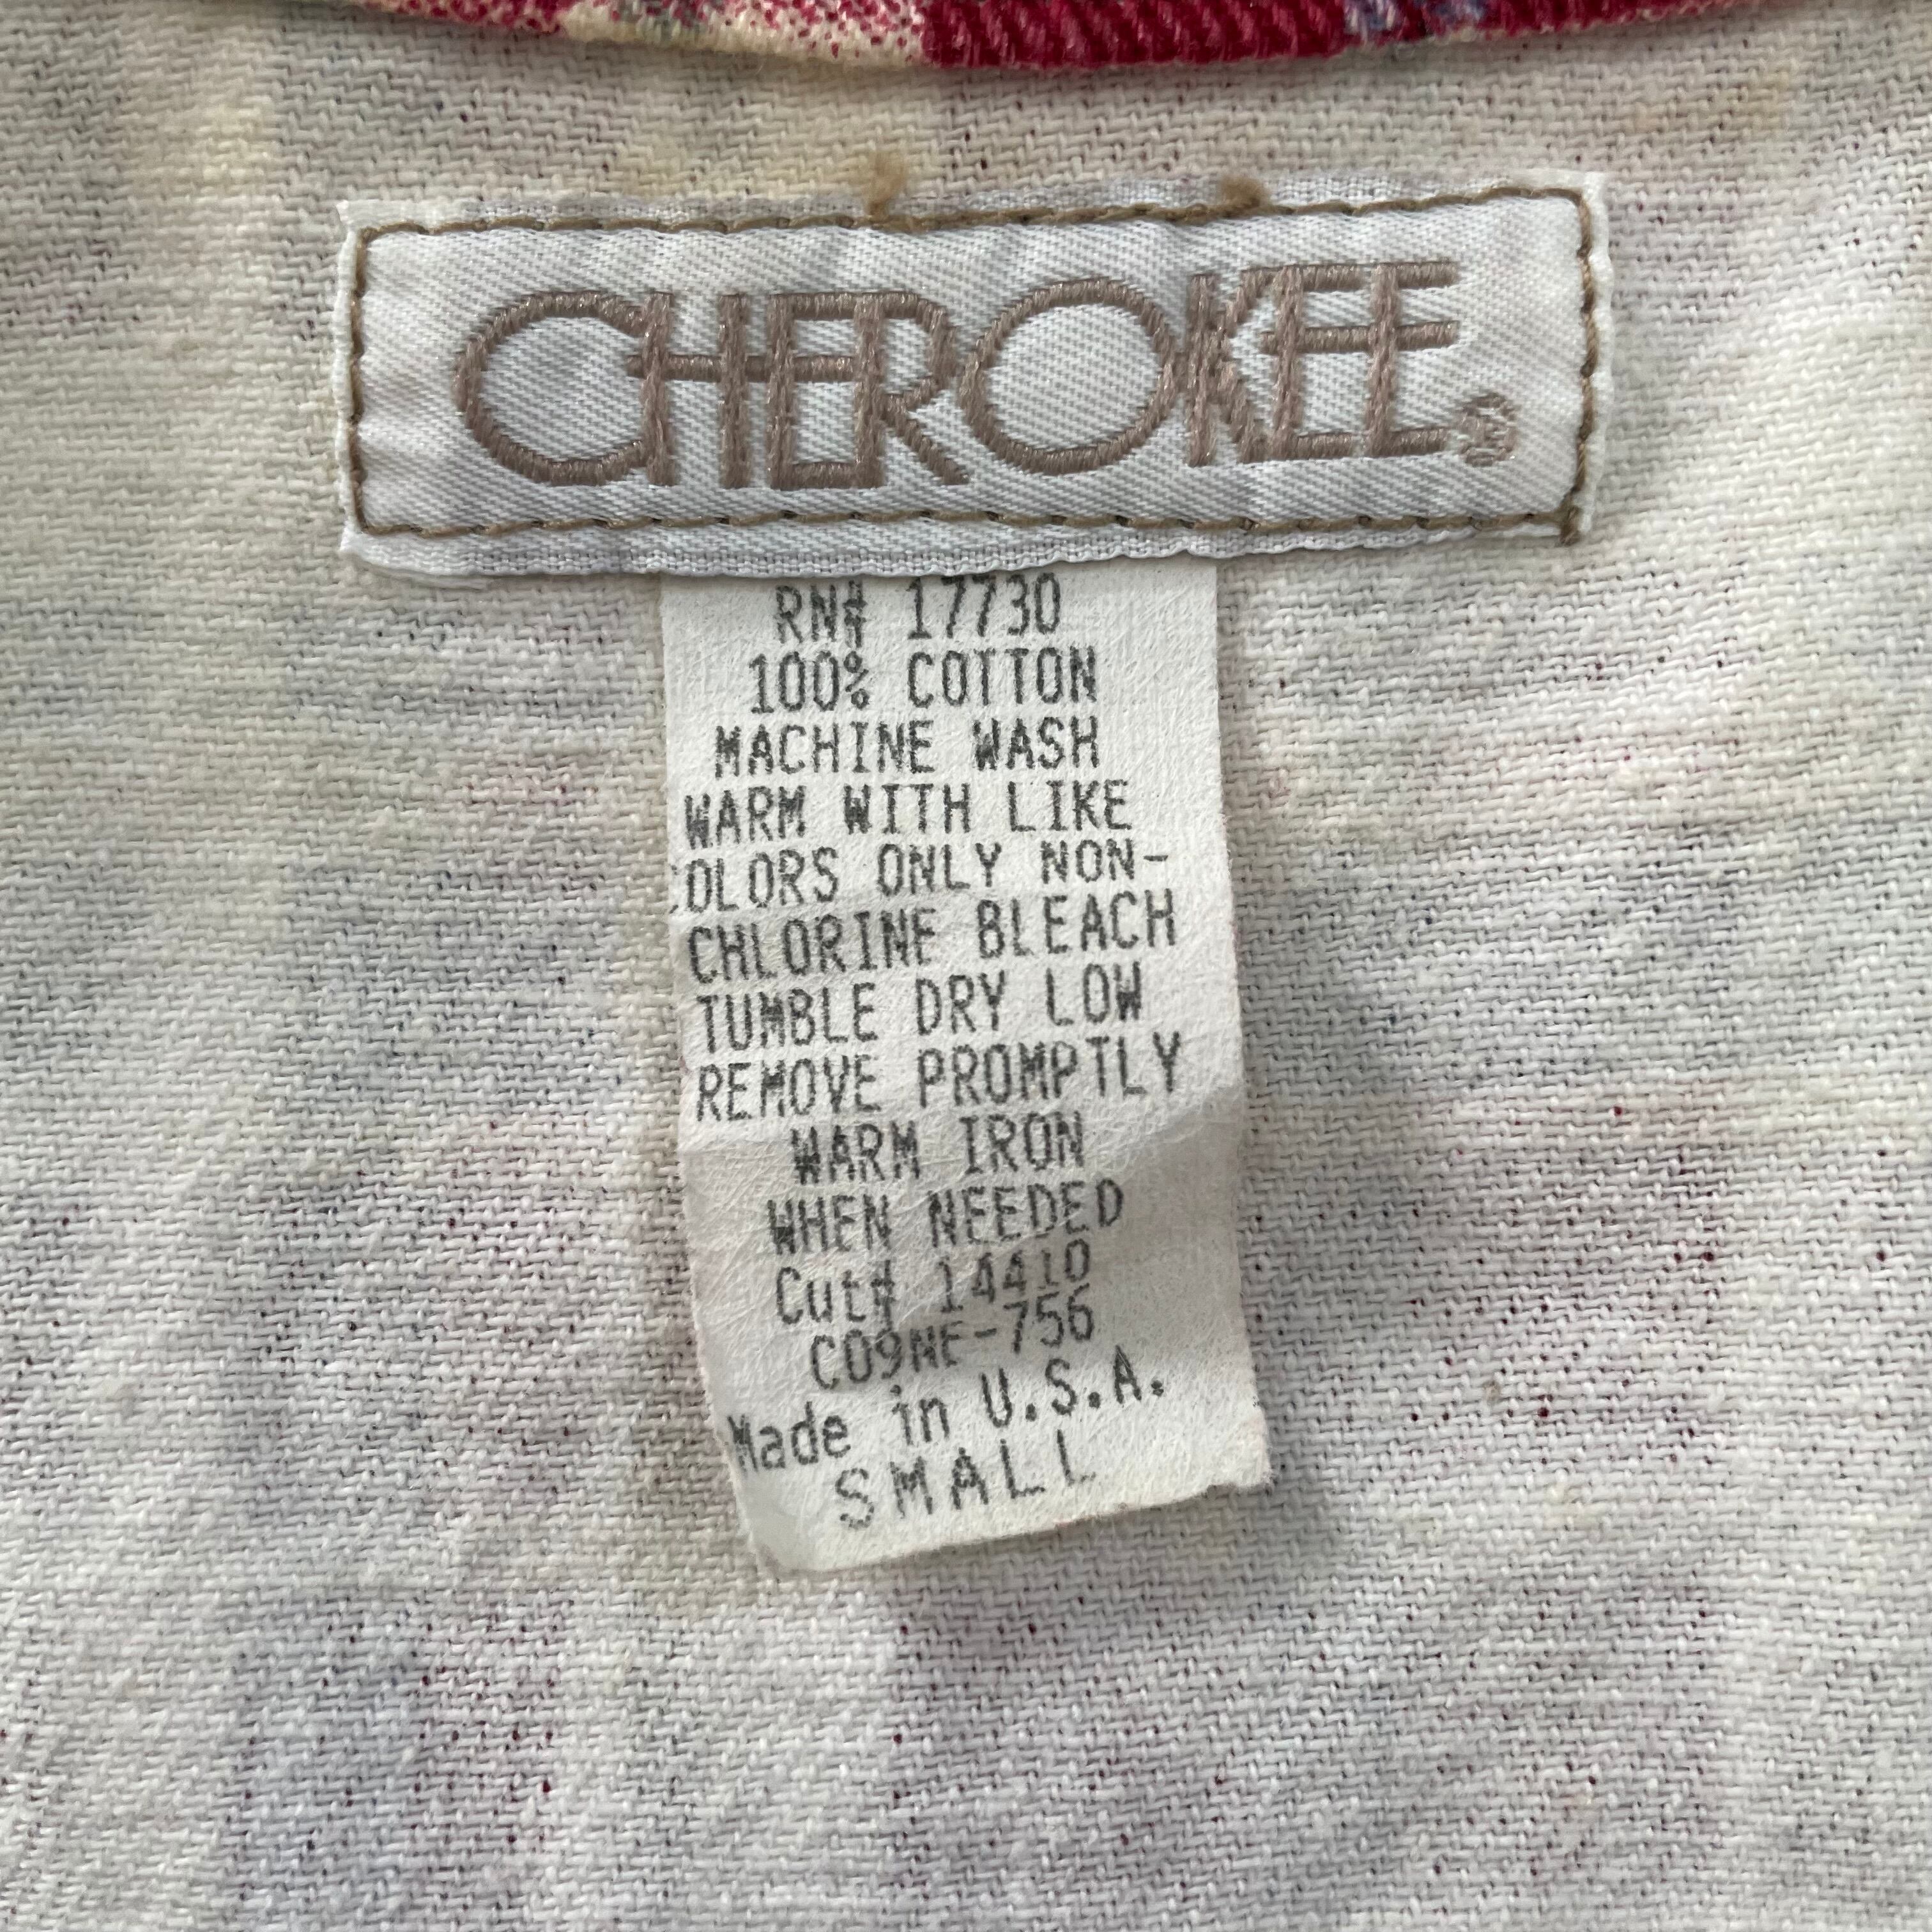 CHEROKEE®
RN# 17730
100% COTTON
MACHINE WASH
WARM WITH LIKE
COLORS ONLY NON-
CHLORINE BLEACH
TUMBLE DRY LOW
REMOVE PROMPTLY
WARM IRON
WHEN NEEDED
Cut# 14410
C09NE-756
Made in U.S.A.
SMALL